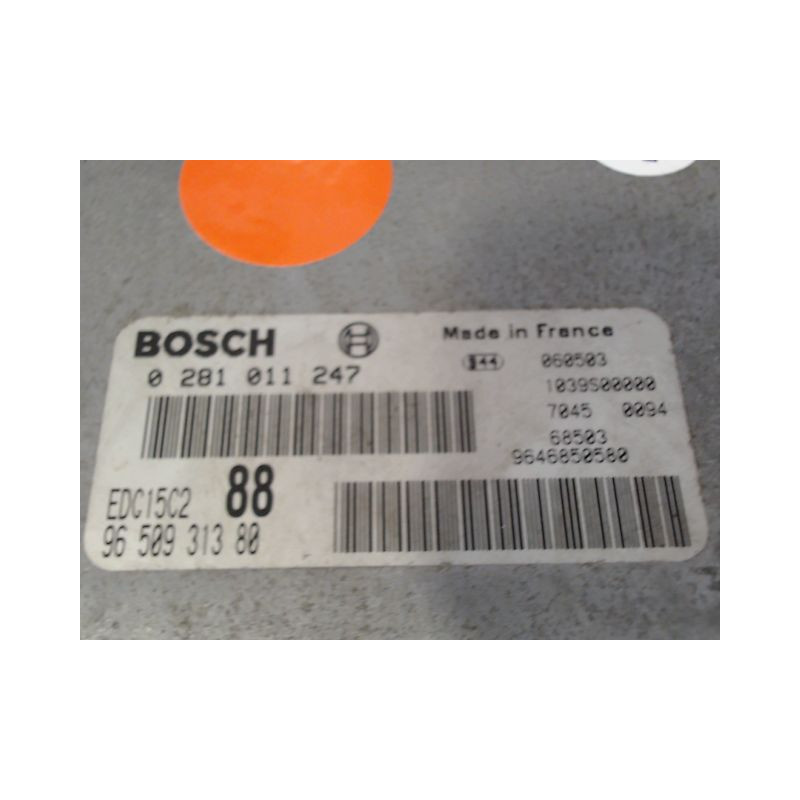 BOSCH
0 281 011 247
Made in France
060503
1039S00000
7045 0094
68503
9646850580
EDC15C2 88
96 509 313 80